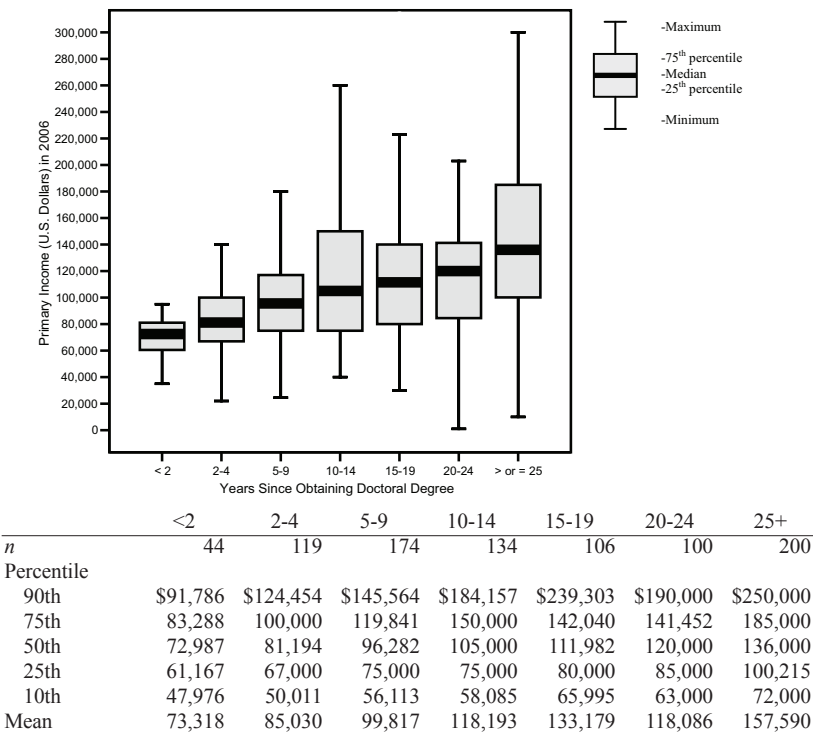 Primary Income (U.S. Dollars) in 2006
300,000
280,000
260,000
240,000
220,000
200,000
180,000
160,000
140,000
120,000
100,000
80,000
60,000
40,000
20,000
0
< 2 2-4 5-9 10-14 15-19 20-24 > or = 25
Years Since Obtaining Doctoral Degree
-Maximum
-75th percentile
-Median
-25th percentile
-Minimum
<2 2-4 5-9 10-14 15-19 20-24 25+
n 44 119 174 134 106 100 200
Percentile
90th $91,786 $124,454 $145,564 $184,157 $239,303 $190,000 $250,000
75th 83,288 100,000 119,841 150,000 142,040 141,452 185,000
50th 72,987 81,194 96,282 105,000 111,982 120,000 136,000
25th 61,167 67,000 75,000 75,000 80,000 85,000 100,215
10th 47,976 50,011 56,113 58,085 65,995 63,000 72,000
Mean 73,318 85,030 99,817 118,193 133,179 118,086 157,590